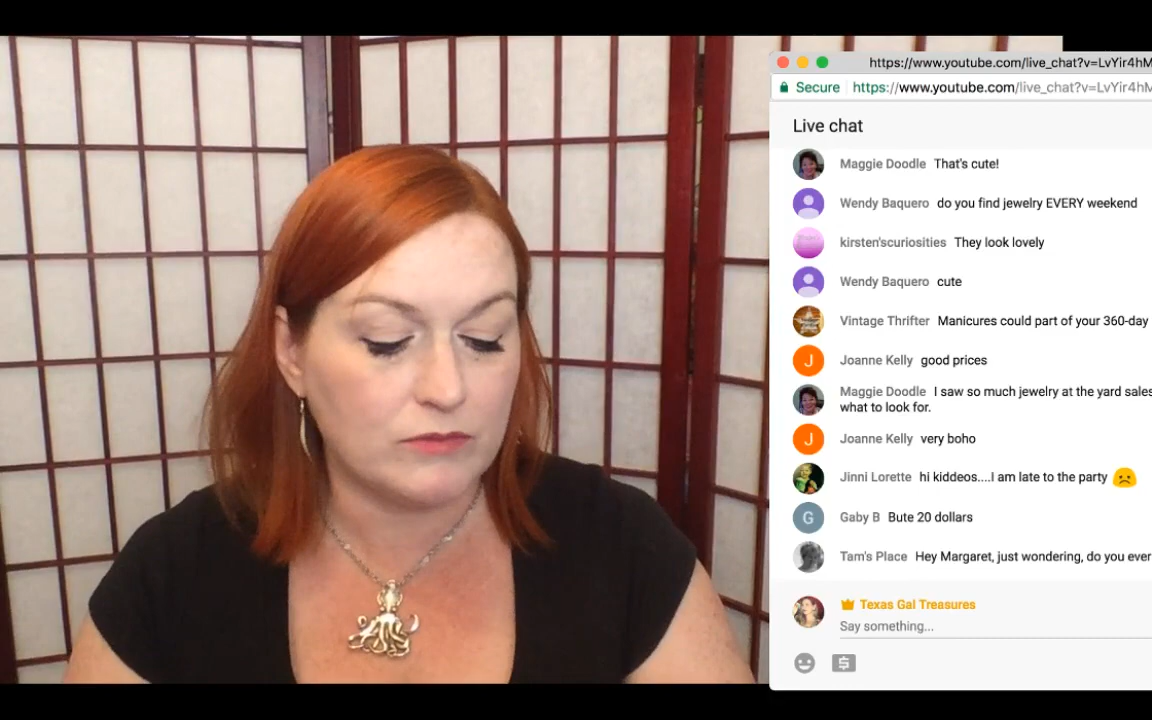 https://www.youtube.com/live_chat?v=LvYir4hM
Secure https://www.youtube.com/live_chat?v=LvYir4hM
Live chat
Maggie Doodle That's cute!
Wendy Baquero do you find jewelry EVERY weekend
kirsten'scuriosities They look lovely
Wendy Baquero cute
Vintage Thrifter Manicures could part of your 360-day
Joanne Kelly good prices
Maggie Doodle I saw so much jewelry at the yard sales
what to look for.
J
Joanne Kelly very boho
J
Jinni Lorette hi kiddeos....i am late to the party
G
Gaby B Bute 20 dollars
Tam's Place Hey Margaret, just wondering, do you ever
Texas Gal Treasures
Say something...